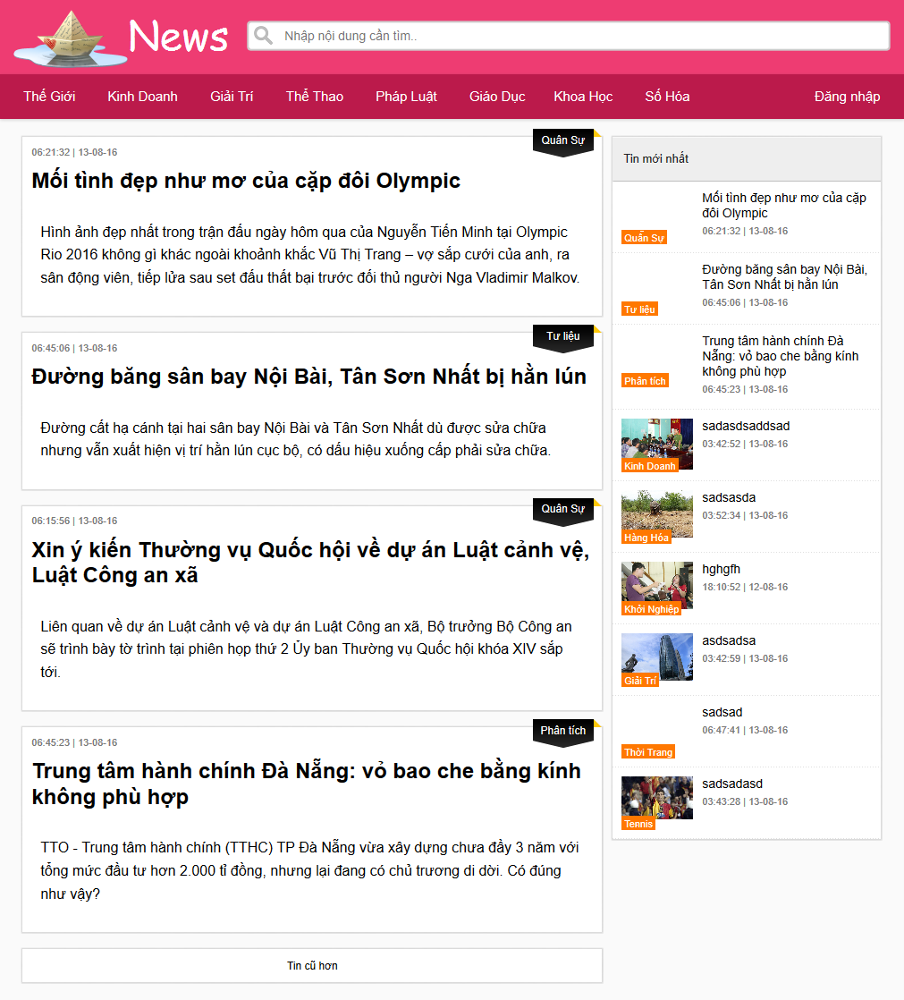 News
Nhập nội dung cần tìm..
Thế Giới
Kinh Doanh
Giải Trí
Thể Thao
Pháp Luật
Giáo Dục
Khoa Học
Số Hóa
Đăng nhập
Quân Sự
06:21:32 | 13-08-16
Mối tình đẹp như mơ của cặp đôi Olympic
Hình ảnh đẹp nhất trong trận đấu ngày hôm qua của Nguyễn Tiến Minh tại Olympic
Rio 2016 không gì khác ngoài khoảnh khắc Vũ Thị Trang – vợ sắp cưới của anh, ra
sân động viên, tiếp lửa sau set đấu thất bại trước đối thủ người Nga Vladimir Malkov.
Tư liệu
06:45:06 | 13-08-16
Đường băng sân bay Nội Bài, Tân Sơn Nhất bị hằn lún
Đường cất hạ cánh tại hai sân bay Nội Bài và Tân Sơn Nhất dù được sửa chữa
nhưng vẫn xuất hiện vị trí hằn lún cục bộ, có dấu hiệu xuống cấp phải sửa chữa.
Quân Sự
06:15:56 | 13-08-16
Xin ý kiến Thường vụ Quốc hội về dự án Luật cảnh vệ,
Luật Công an xã
Liên quan về dự án Luật cảnh vệ và dự án Luật Công an xã, Bộ trưởng Bộ Công an
sẽ trình bày tờ trình tại phiên họp thứ 2 Ủy ban Thường vụ Quốc hội khóa XIV sắp
tới.
Phân tích
06:45:23 | 13-08-16
Trung tâm hành chính Đà Nẵng: vỏ bao che bằng kính
không phù hợp
TTO - Trung tâm hành chính (TTHC) TP Đà Nẵng vừa xây dựng chưa đầy 3 năm với
tổng mức đầu tư hơn 2.000 tỉ đồng, nhưng lại đang có chủ trương di dời. Có đúng
như vậy?
Tin cũ hơn
Tin mới nhất
Mối tình đẹp như mơ của cặp
đôi Olympic
06:21:32 | 13-08-16
Quân Sự
Đường băng sân bay Nội Bài,
Tân Sơn Nhất bị hằn lún
06:45:06 | 13-08-16
Tư liệu
Trung tâm hành chính Đà
Nẵng: vỏ bao che bằng kính
không phù hợp
06:45:23 | 13-08-16
Phân tích
sadasdsaddsad
03:42:52 | 13-08-16
Kinh Doanh
sadsasda
03:52:34 | 13-08-16
Hàng Hóa
hghgfh
18:10:52 | 12-08-16
Khởi Nghiệp
asdsadsa
03:42:59 | 13-08-16
Giải Trí
sadsad
06:47:41 | 13-08-16
Thời Trang
sadsadasd
03:43:28 | 13-08-16
Tennis